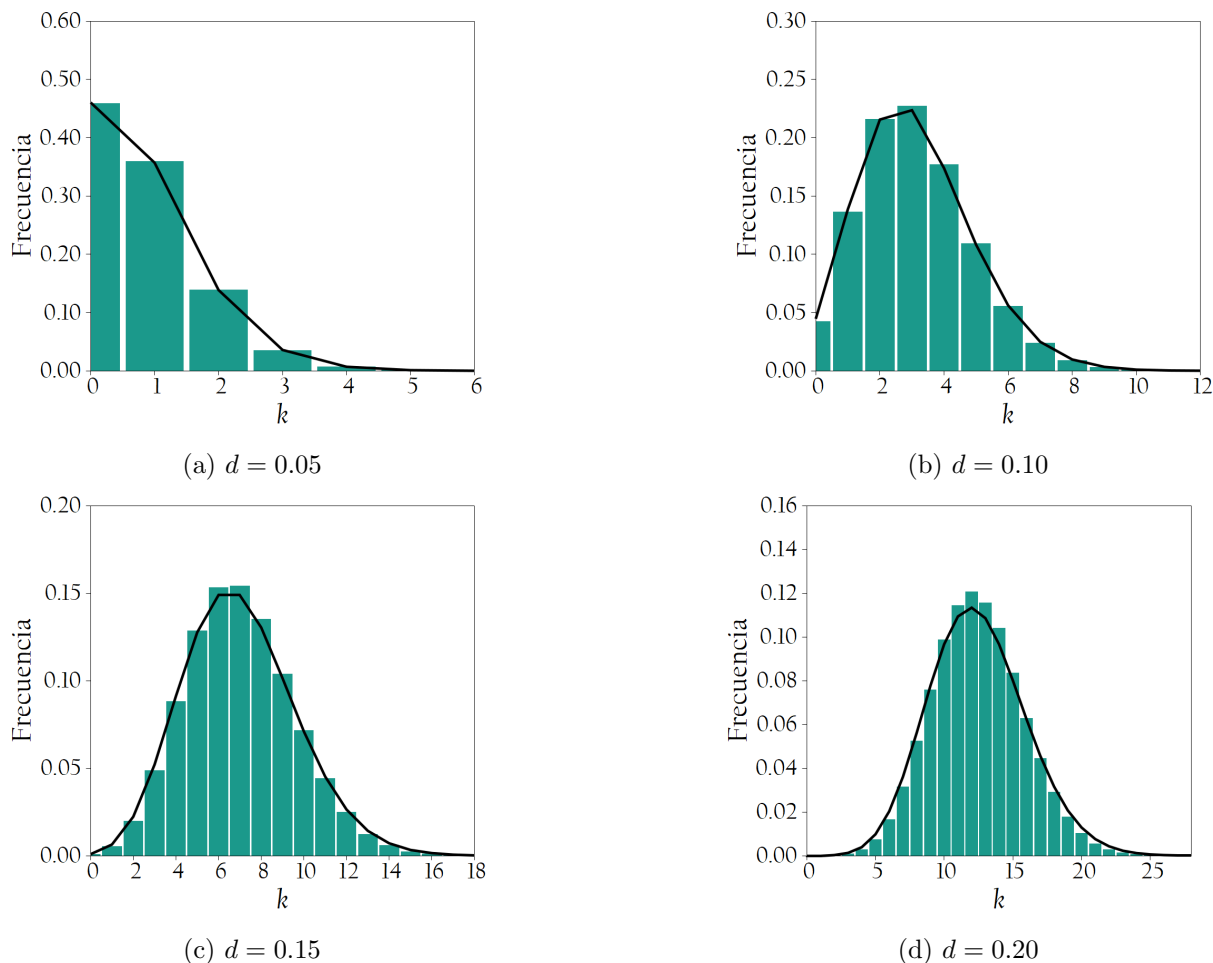 0.60
0.50
0.40
0.30
0.20
0.10
0.00
Frecuencia
0 1 2 3 4 5 6
k
(a) d = 0.05
0.30
0.25
0.20
0.15
0.10
0.05
0.00
Frecuencia
0 2 4 6 8 10 12
k
(b) d = 0.10
0.20
0.15
0.10
0.05
0.00
Frecuencia
0 2 4 6 8 10 12 14 16 18
k
(c) d = 0.15
0.16
0.14
0.12
0.10
0.08
0.06
0.04
0.02
0.00
Frecuencia
0 5 10 15 20 25
k
(d) d = 0.20